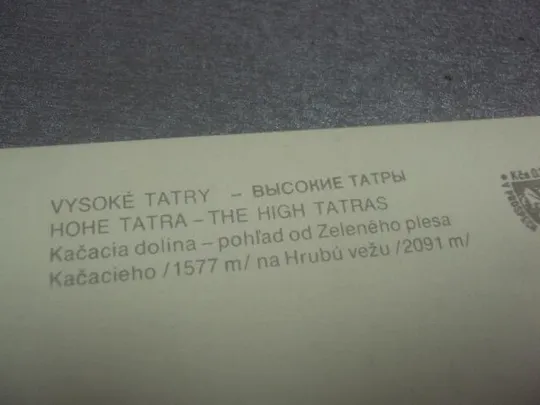 VYSOKÉ TATRY – ВЫСОКИЕ ТАТРЫ
HOHE TATRA – THE HIGH TATRAS
Kačacia dolina – pohľad od Zeleného plesa
Kačacieho /1577 m/ na Hrubú vežu /2091 m/
Kčs